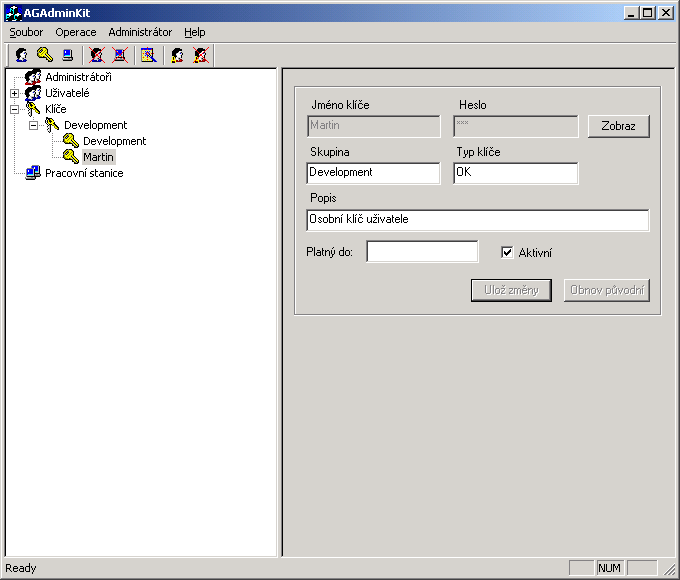 AGAdminKit
Soubor Operace Administrátor Help
Administrátoři
Uživatelé
Klíče
Development
Development
Martin
Pracovní stanice
Jméno klíče Heslo
Martin *** Zobraz
Skupina Typ klíče
Development OK
Popis
Osobní klíč uživatele
Platný do: Aktivní
Ulož změny Obnov původní
Ready NUM